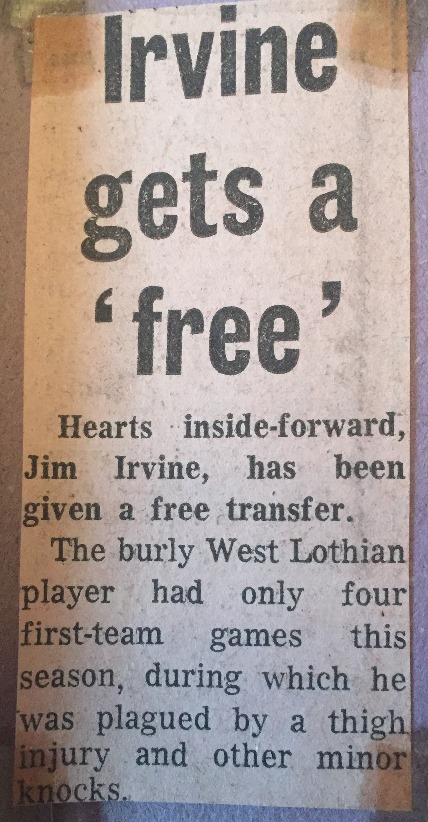 Irvine
gets a
‘free’
Hearts inside-forward,
Jim Irvine, has been
given a free transfer.
The burly West Lothian
player had only four
first-team games this
season, during which he
was plagued by a thigh
injury and other minor
knocks.